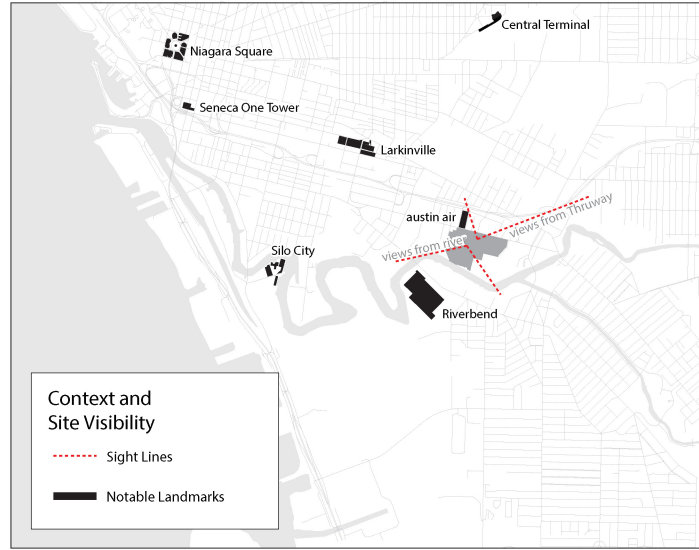 Central Terminal
Niagara Square
Seneca One Tower
Larkinville
austin air
views from Thruway
views from river
Silo City
Riverbend
Context and
Site Visibility
Sight Lines
Notable Landmarks